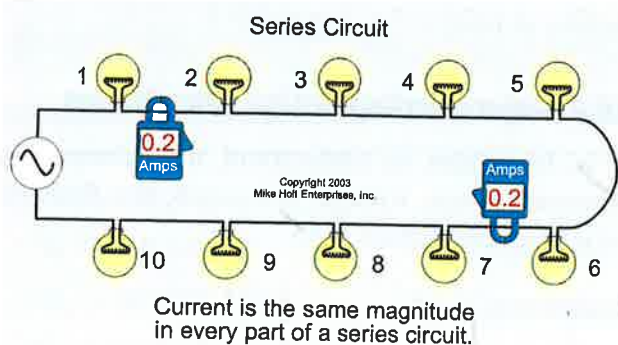 Series Circuit
1 2 3 4 5
0.2
Amps
Copyright 2003
Mike Holt Enterprises, Inc.
Amps
0.2
10 9 8 7 6
Current is the same magnitude
in every part of a series circuit.